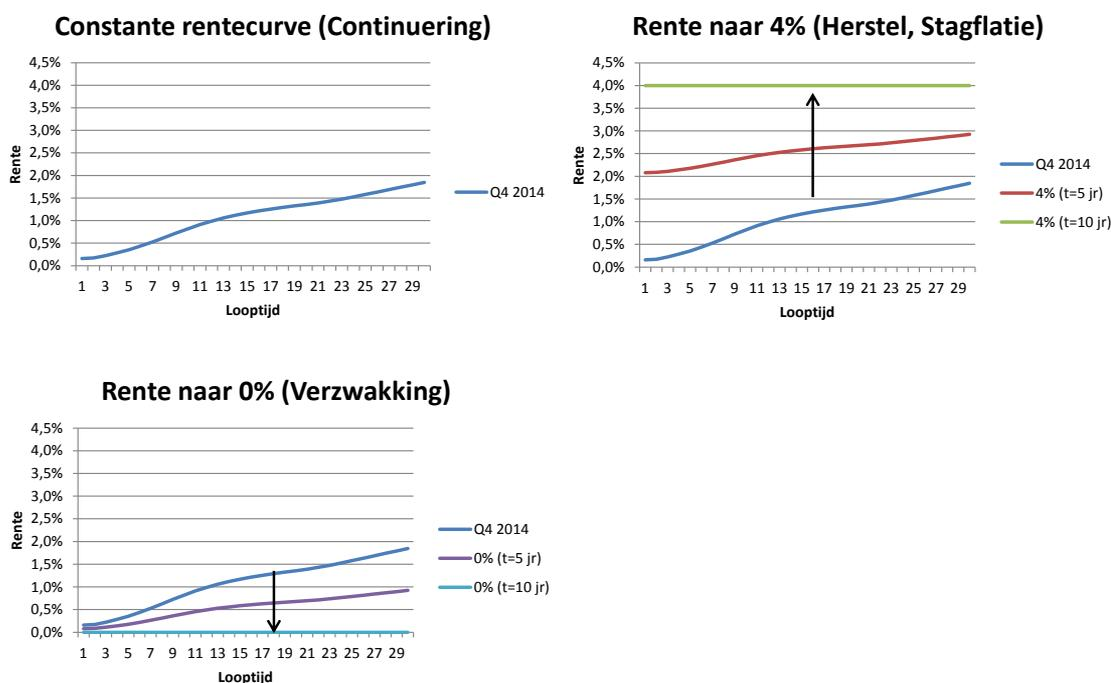 Constante rentecurve (Continuering)
4,5%
4,0%
3,5%
3,0%
2,5%
2,0%
1,5%
1,0%
0,5%
0,0%
Rente
1 3 5 7 9 11 13 15 17 19 21 23 25 27 29
Looptijd
Q4 2014
Rente naar 4% (Herstel, Stagflatie)
4,5%
4,0%
3,5%
3,0%
2,5%
2,0%
1,5%
1,0%
0,5%
0,0%
Rente
1 3 5 7 9 11 13 15 17 19 21 23 25 27 29
Looptijd
Q4 2014
4% (t=5 jr)
4% (t=10 jr)
Rente naar 0% (Verzwakking)
4,5%
4,0%
3,5%
3,0%
2,5%
2,0%
1,5%
1,0%
0,5%
0,0%
Rente
1 3 5 7 9 11 13 15 17 19 21 23 25 27 29
Looptijd
Q4 2014
0% (t=5 jr)
0% (t=10 jr)